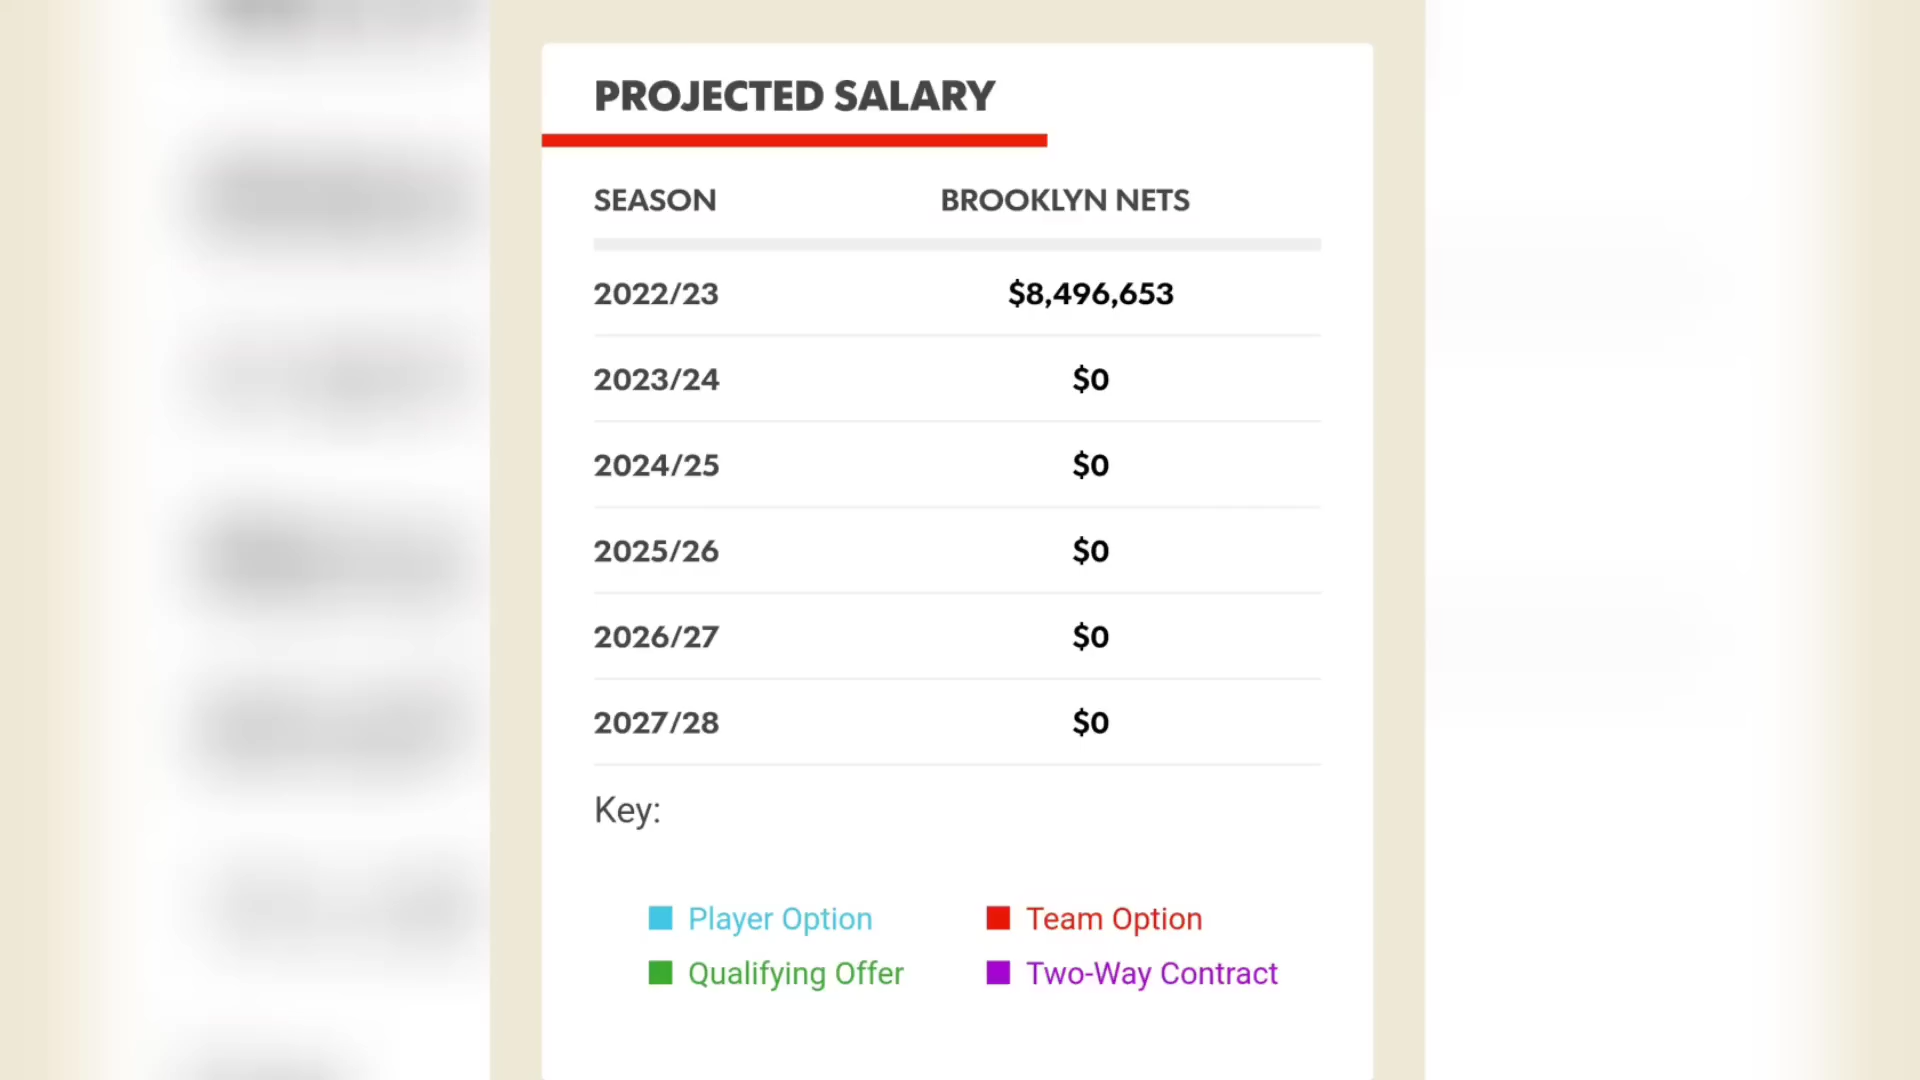 PROJECTED SALARY
SEASON BROOKLYN NETS
2022/23 $8,496,653
2023/24 $0
2024/25 $0
2025/26 $0
2026/27 $0
2027/28 $0
Key:
Player Option Team Option
Qualifying Offer Two-Way Contract